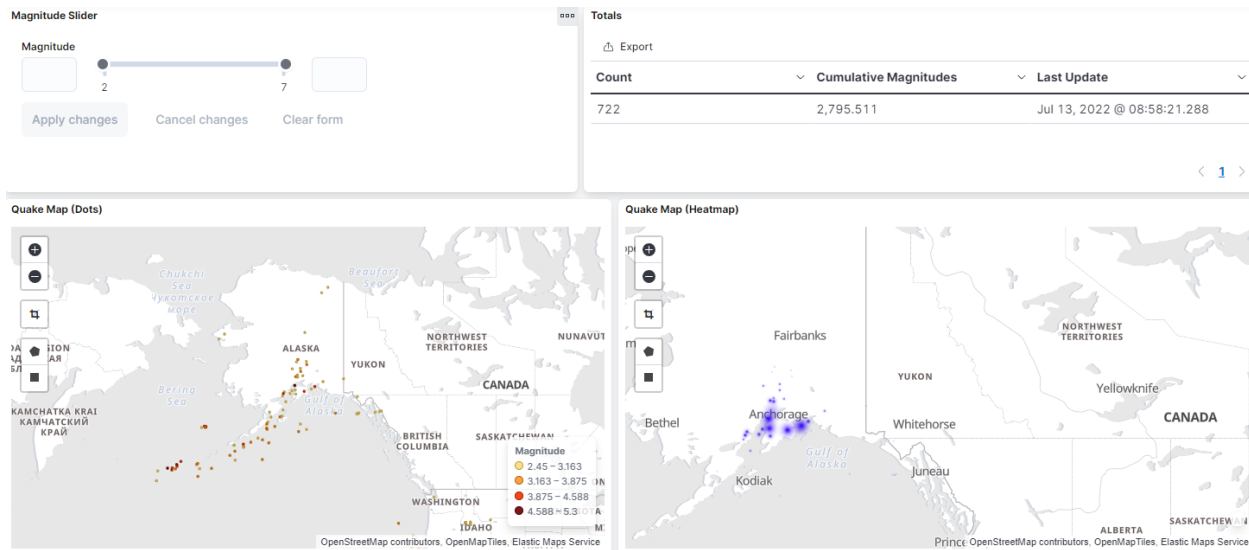 Magnitude Slider
Totals
Magnitude
2
7
Apply changes
Cancel changes
Clear form
Export
Count
Cumulative Magnitudes
Last Update
722
2,795.511
Jul 13, 2022 @ 08:58:21.288
1
Quake Map (Dots)
Chukchi
Sea
Чукотское
море
Beaufort
Sea
NORTHWEST
TERRITORIES
NUNAVUT
ALASKA
YUKON
Bering
Sea
Gulf of
Alaska
CANADA
KAMCHATKA KRAI
КАМЧАТСКИЙ
КРАЙ
BRITISH
COLUMBIA
SASKATCHEWAN
WASHINGTON
IDAHO
Magnitude
2.45 – 3.163
3.163 – 3.875
3.875 – 4.588
4.588 – 5.3
OpenStreetMap contributors, OpenMapTiles, Elastic Maps Service
Quake Map (Heatmap)
Fairbanks
NORTHWEST
TERRITORIES
YUKON
Yellowknife
Anchorage
Bethel
Whitehorse
CANADA
Gulf of
Alaska
Juneau
Kodiak
ALBERTA
SASKATCHEWAN
Prince
OpenStreetMap contributors, OpenMapTiles, Elastic Maps Service